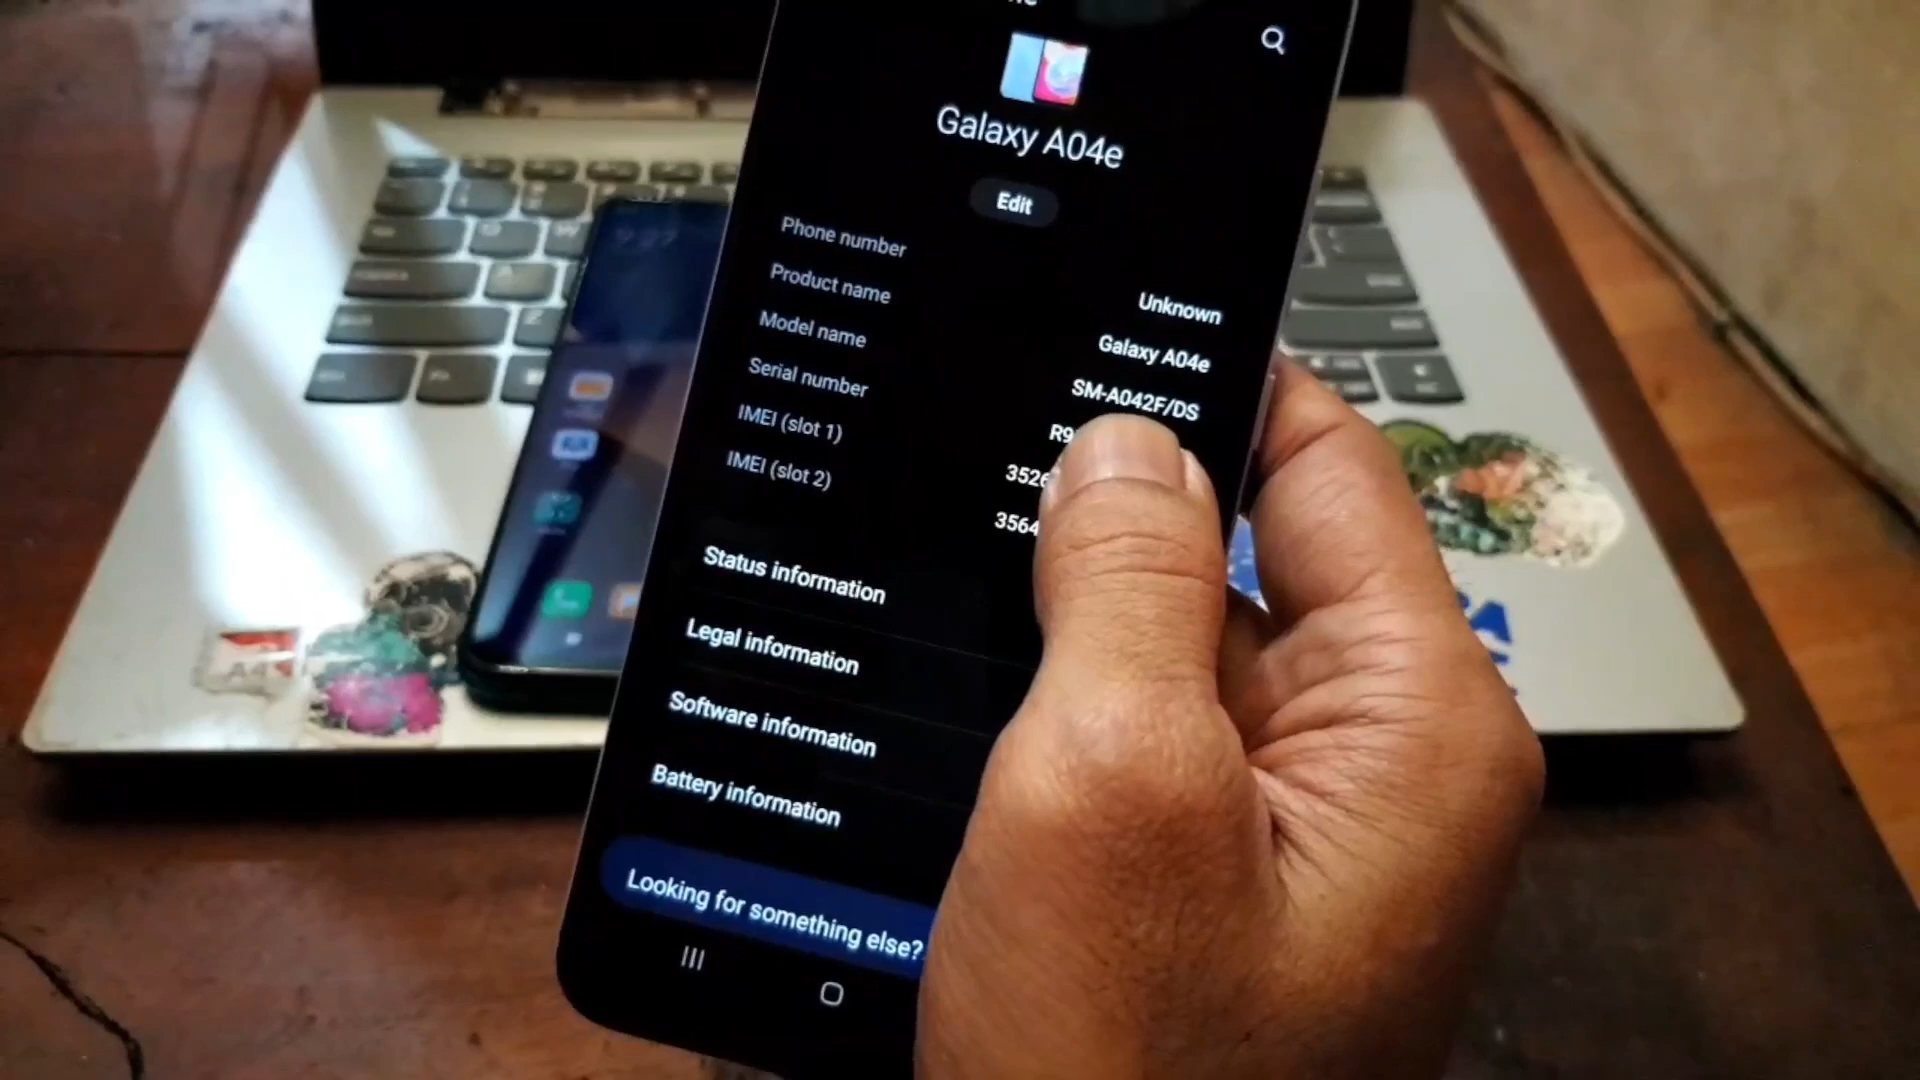 Galaxy A04e
Edit
Phone number
Unknown
Product name
Galaxy A04e
Model name
SM-A042F/DS
Serial number
R9
IMEI (slot 1)
3526
IMEI (slot 2)
3564
Status information
Legal information
Software information
Battery information
Looking for something else?
9:27